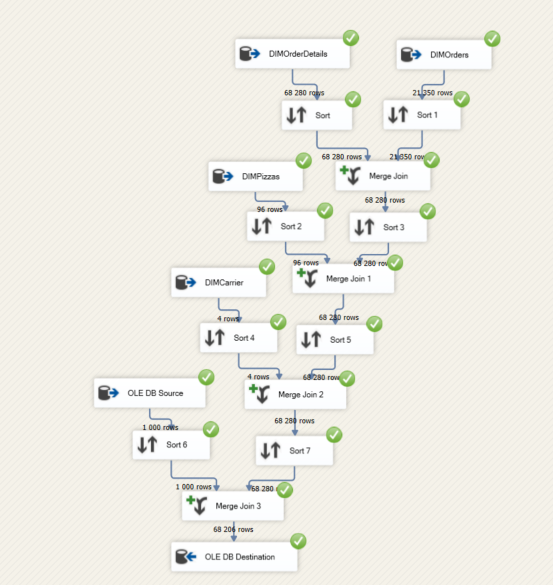 DIMOrderDetails
DIMOrders
68 280 rows
21 350 rows
Sort
Sort 1
68 280 rows
21 350 rows
DIMPizzas
Merge Join
96 rows
68 280 rows
Sort 2
Sort 3
96 rows
68 280 rows
DIMCarrier
Merge Join 1
4 rows
68 280 rows
Sort 4
Sort 5
4 rows
68 280 rows
OLE DB Source
Merge Join 2
1 000 rows
68 280 rows
Sort 6
Sort 7
1 000 rows
68 280
Merge Join 3
68 206 rows
OLE DB Destination